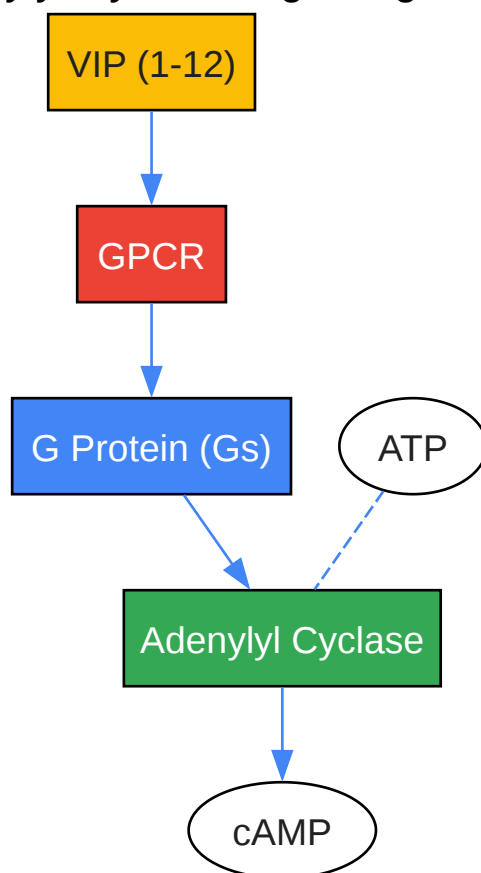 VIP (1-12)
GPCR
G Protein (Gs)
ATP
Adenylyl Cyclase
cAMP